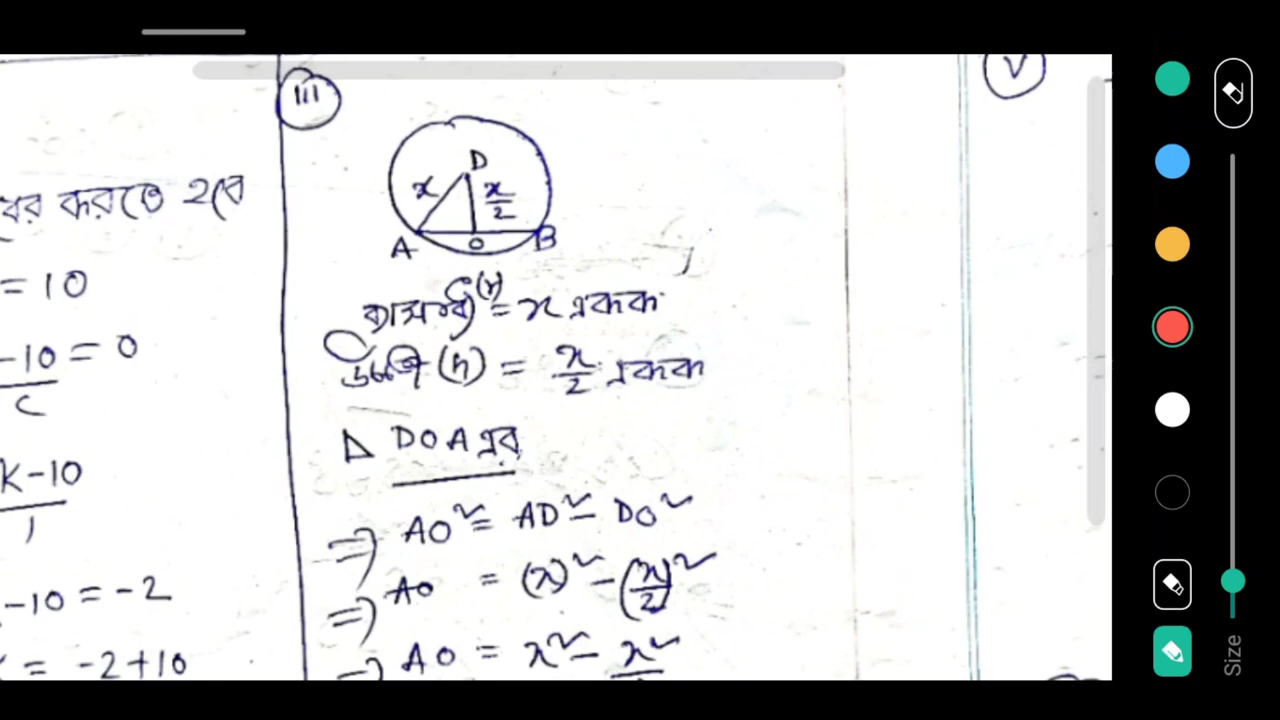 বের করতে হবে
= 10
-10 = 0
c
k-10
1
-10 = -2
= -2+10
iii
D
x
x/2
A
O
B
ব্যাসার্ধ (r) = x একক
উচ্চতা (h) = x/2 একক
Δ DOA এর
⇒ AO² = AD² - DO²
⇒ AO = (x)² - (x/2)²
⇒ AO = x² - x²
V
Size